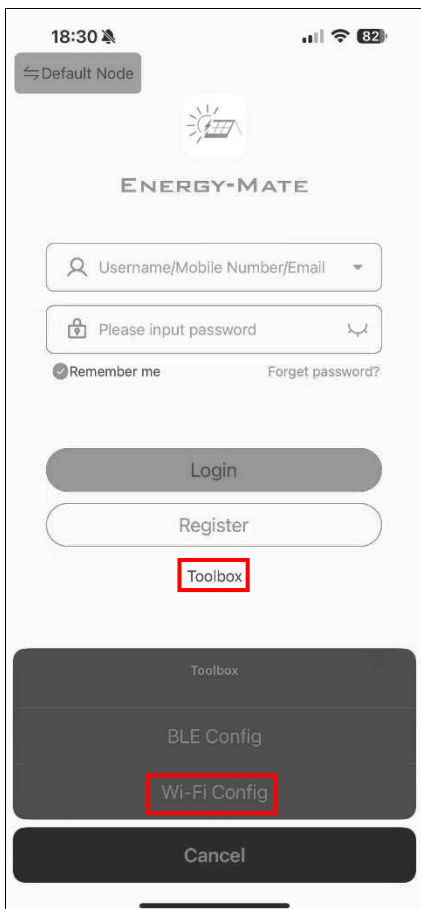 18:30
82
Default Node
ENERGY-MATE
Username/Mobile Number/Email
Please input password
Remember me Forget password?
Login
Register
Toolbox
Toolbox
BLE Config
Wi-Fi Config
Cancel